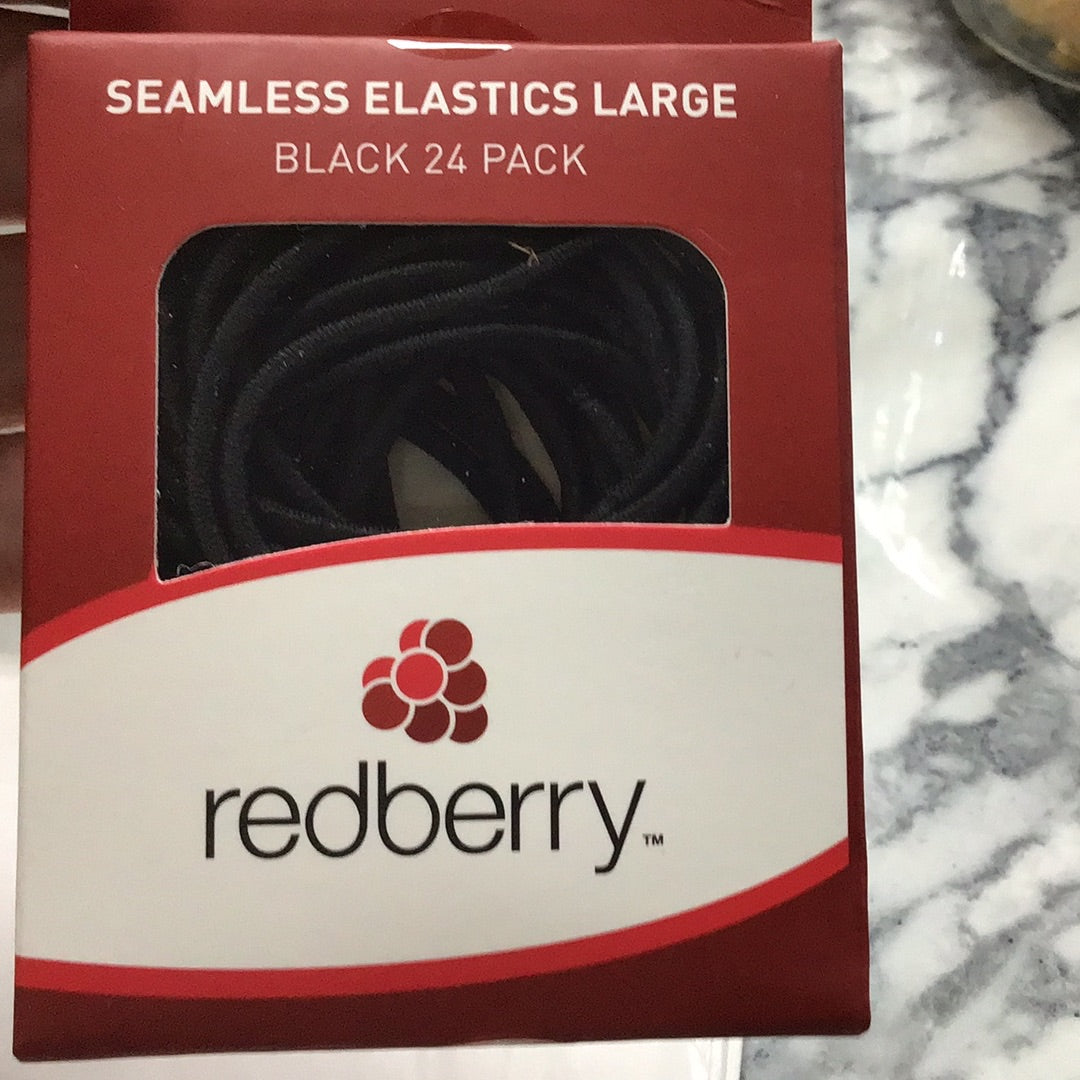 SEAMLESS ELASTICS LARGE
BLACK 24 PACK
redberry™